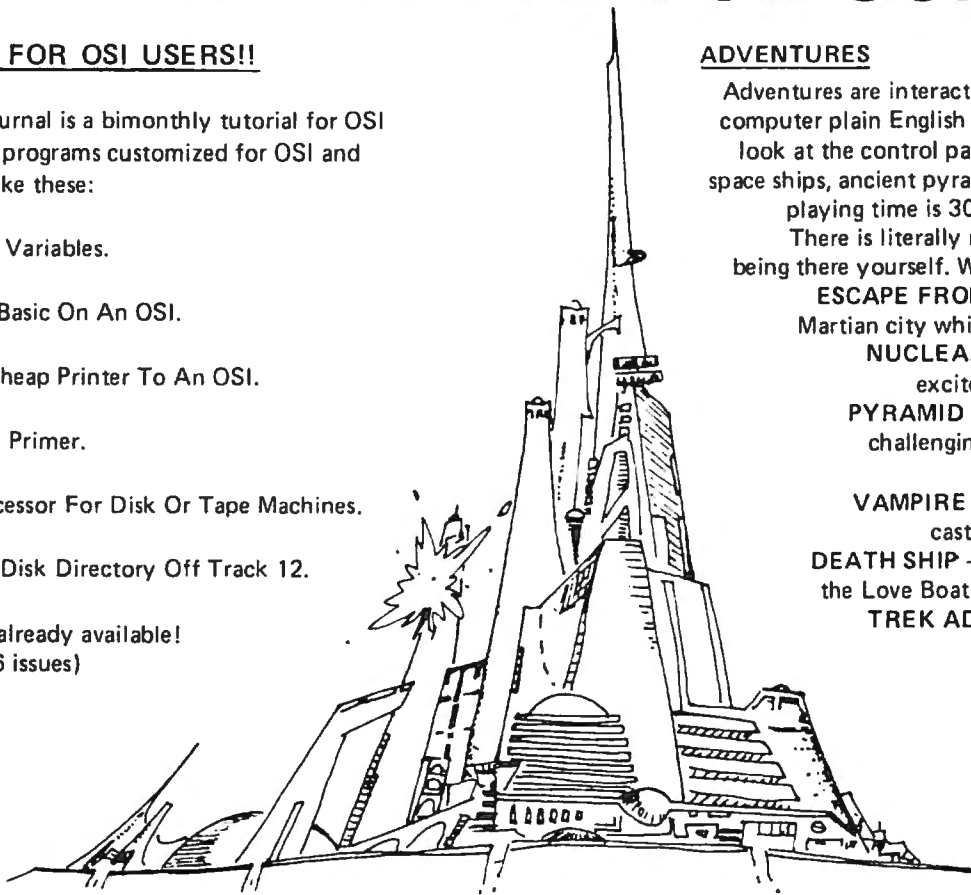 FOR OSI USERS!!
urnal is a bimonthly tutorial for OSI
programs customized for OSI and
ke these:
Variables.
Basic On An OSI.
heap Printer To An OSI.
Primer.
cessor For Disk Or Tape Machines.
Disk Directory Off Track 12.
already available!
6 issues)
ADVENTURES
Adventures are interact
computer plain English
look at the control pa
space ships, ancient pyra
playing time is 30
There is literally
being there yourself. W
ESCAPE FRO
Martian city whi
NUCLEA
excite
PYRAMID
challengin
VAMPIRE
cast
DEATH SHIP -
the Love Boat
TREK AD